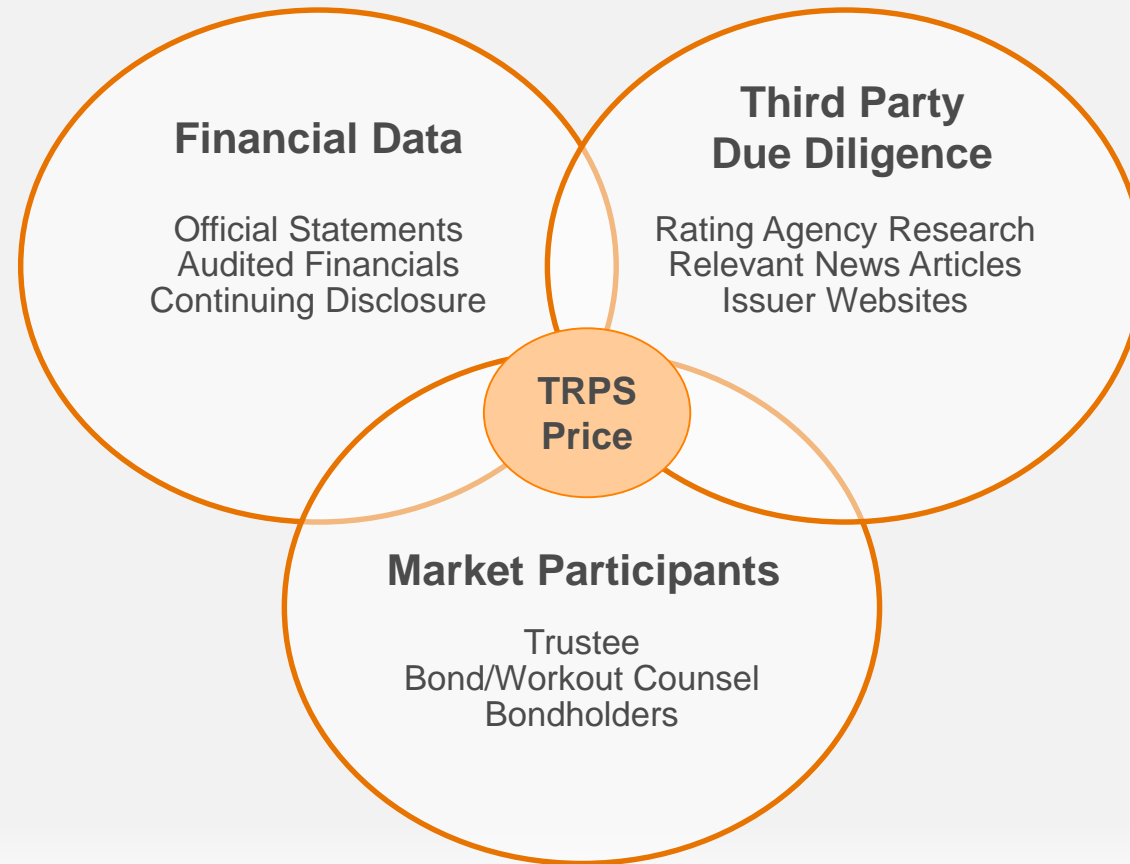 Financial Data
Official Statements
Audited Financials
Continuing Disclosure
Third Party
Due Diligence
Rating Agency Research
Relevant News Articles
Issuer Websites
TRPS
Price
Market Participants
Trustee
Bond/Workout Counsel
Bondholders